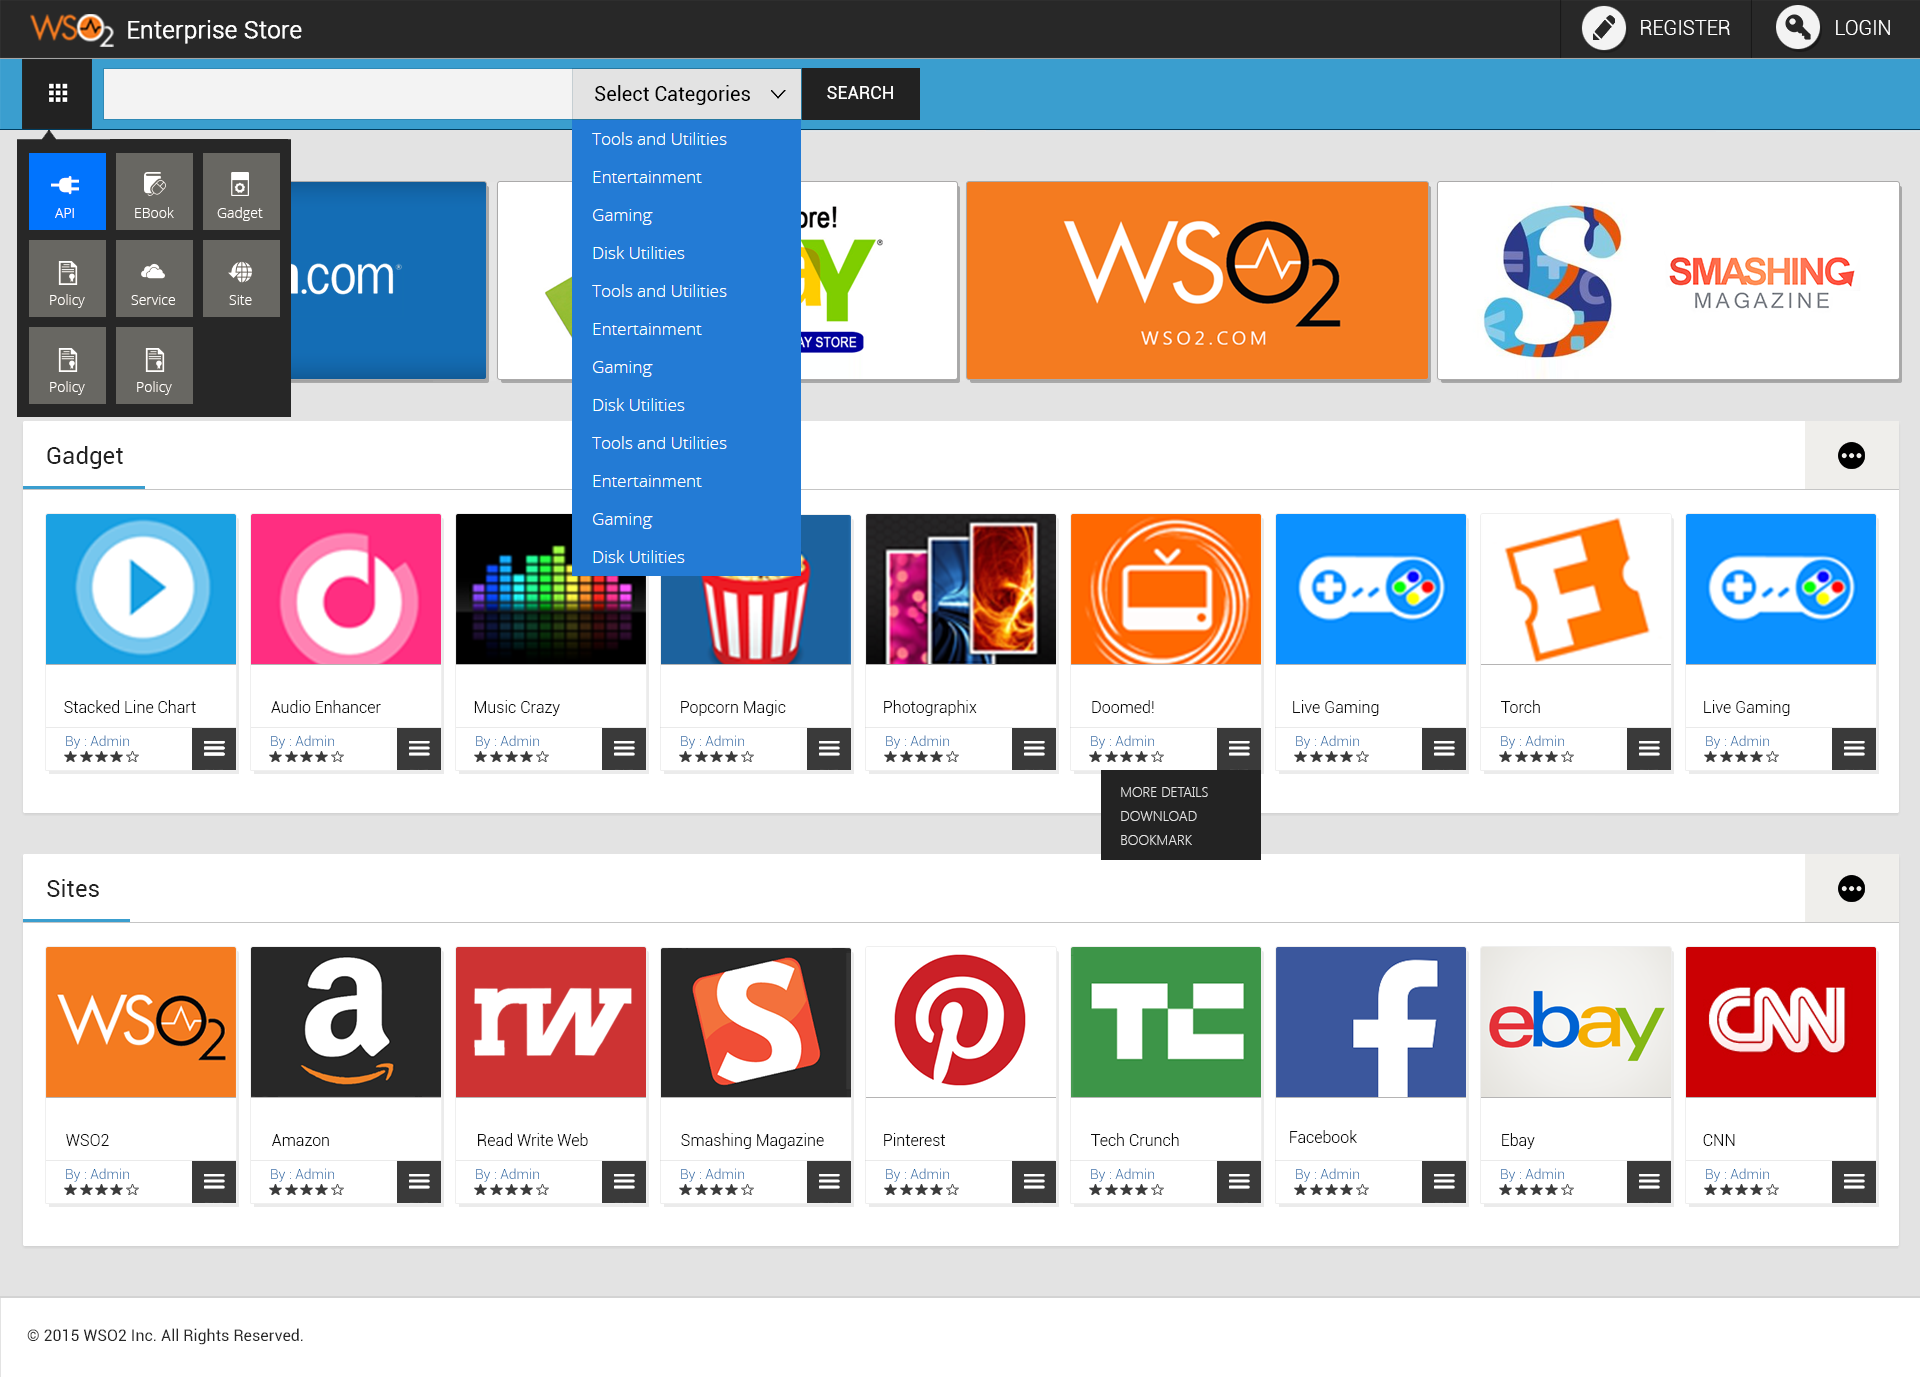 WSO2 Enterprise Store
REGISTER
LOGIN
Select Categories
SEARCH
Tools and Utilities
Entertainment
Gaming
Disk Utilities
Tools and Utilities
Entertainment
Gaming
Disk Utilities
Tools and Utilities
Entertainment
Gaming
Disk Utilities
API
EBook
Gadget
Policy
Service
Site
Policy
Policy
.com
ore!
aY
AY STORE
WSO2
WSO2.COM
S
SMASHING
MAGAZINE
Gadget
Stacked Line Chart
By : Admin
Audio Enhancer
By : Admin
Music Crazy
By : Admin
Popcorn Magic
By : Admin
Photographix
By : Admin
Doomed!
By : Admin
MORE DETAILS
DOWNLOAD
BOOKMARK
Live Gaming
By : Admin
F
Torch
By : Admin
Live Gaming
By : Admin
Sites
WSO2
WSO2
By : Admin
a
Amazon
By : Admin
rw
Read Write Web
By : Admin
S
Smashing Magazine
By : Admin
P
Pinterest
By : Admin
TC
Tech Crunch
By : Admin
f
Facebook
By : Admin
ebay
Ebay
By : Admin
CNN
CNN
By : Admin
© 2015 WSO2 Inc. All Rights Reserved.